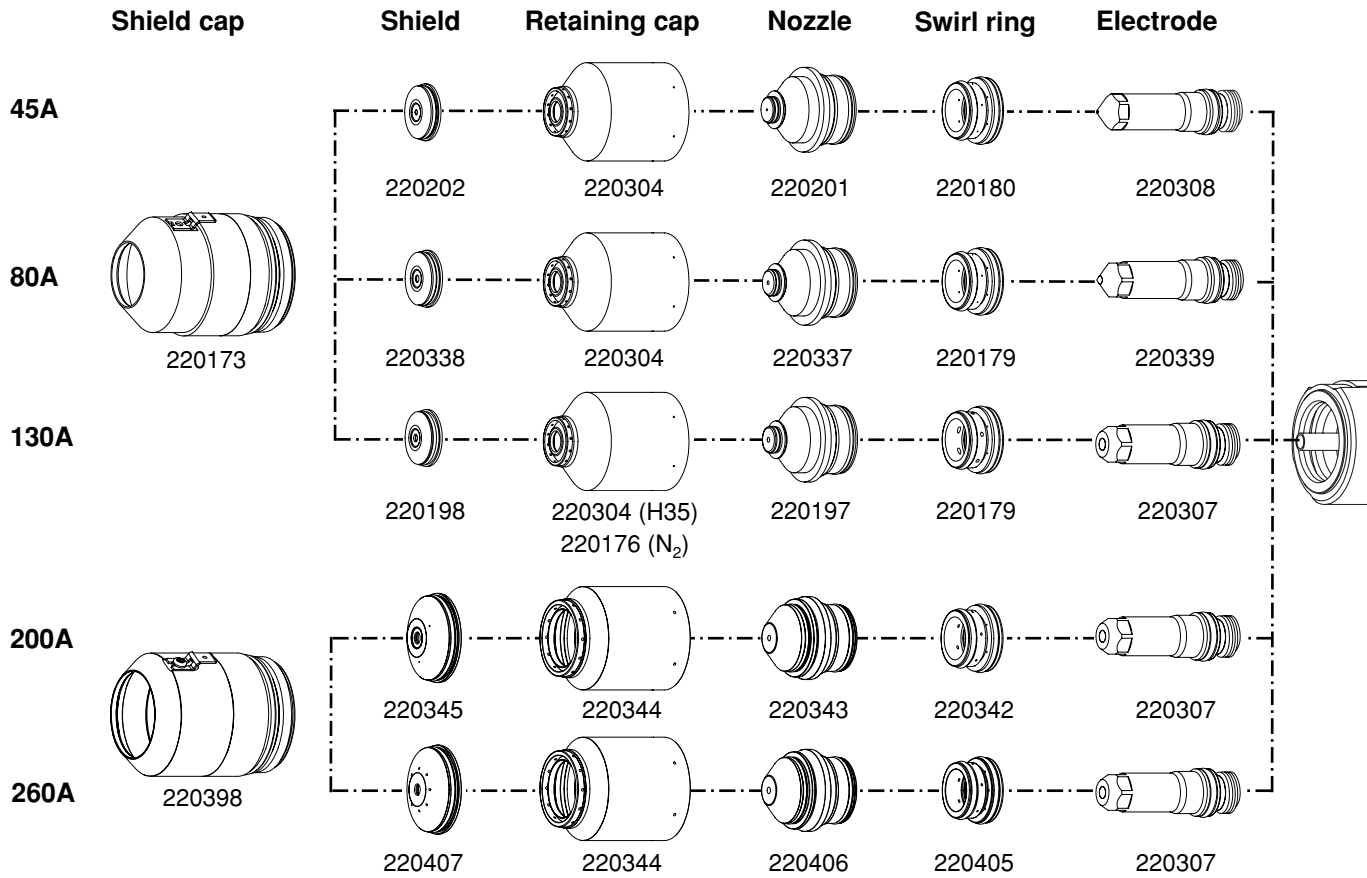 Shield cap Shield Retaining cap Nozzle Swirl ring Electrode
45A
220202 220304 220201 220180 220308
80A
220173
220338 220304 220337 220179 220339
130A
220198 220304 (H35) 220197 220179 220307
220176 (N₂)
200A
220345 220344 220343 220342 220307
260A
220398
220407 220344 220406 220405 220307